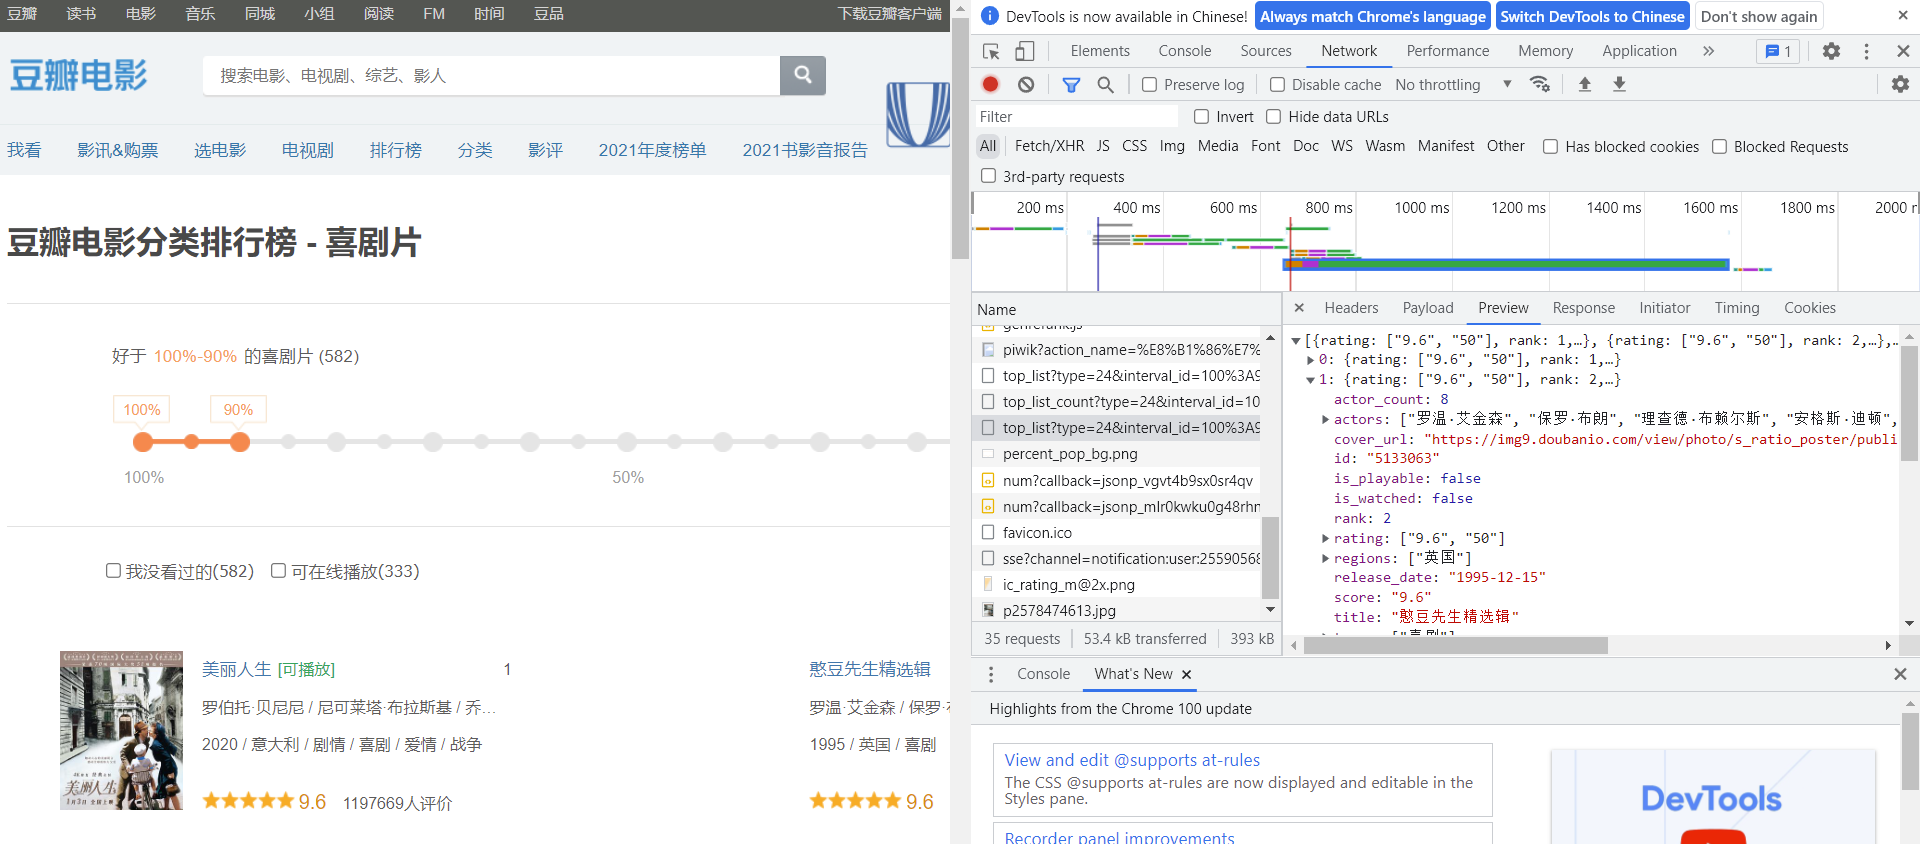 豆瓣 读书 电影 音乐 同城 小组 阅读 FM 时间 豆品 下载豆瓣客户端
豆瓣电影
搜索电影、电视剧、综艺、影人
我看 影讯&购票 选电影 电视剧 排行榜 分类 影评 2021年度榜单 2021书影音报告
豆瓣电影分类排行榜 - 喜剧片
好于 100%-90% 的喜剧片 (582)
100% 90%
100% 50%
我没看过的(582) 可在线播放(333)
美丽人生 [可播放] 1
罗伯托·贝尼尼 / 尼可莱塔·布拉斯基 / 乔...
2020 / 意大利 / 剧情 / 喜剧 / 爱情 / 战争
9.6 1197669人评价
美丽人生
憨豆先生精选辑
罗温·艾金森 / 保罗·
1995 / 英国 / 喜剧
9.6
DevTools is now available in Chinese! Always match Chrome's language Switch DevTools to Chinese Don't show again
Elements Console Sources Network Performance Memory Application 1
Preserve log Disable cache No throttling
Filter Invert Hide data URLs
All Fetch/XHR JS CSS Img Media Font Doc WS Wasm Manifest Other Has blocked cookies Blocked Requests
3rd-party requests
200 ms 400 ms 600 ms 800 ms 1000 ms 1200 ms 1400 ms 1600 ms 1800 ms 2000
Name
genrerank.js
piwik?action_name=%E8%B1%86%E7%
top_list?type=24&interval_id=100%3A9
top_list_count?type=24&interval_id=10
top_list?type=24&interval_id=100%3A9
percent_pop_bg.png
num?callback=jsonp_vgvt4b9sx0sr4qv
num?callback=jsonp_mlr0kwku0g48rhn
favicon.ico
sse?channel=notification:user:25590568
ic_rating_m@2x.png
p2578474613.jpg
35 requests 53.4 kB transferred 393 kB
Headers Payload Preview Response Initiator Timing Cookies
[{rating: ["9.6", "50"], rank: 1,…}, {rating: ["9.6", "50"], rank: 2,…},…
0: {rating: ["9.6", "50"], rank: 1,…}
1: {rating: ["9.6", "50"], rank: 2,…}
actor_count: 8
actors: ["罗温·艾金森", "保罗·布朗", "理查德·布赖尔斯", "安格斯·迪顿",
cover_url: "https://img9.doubanio.com/view/photo/s_ratio_poster/publi
id: "5133063"
is_playable: false
is_watched: false
rank: 2
rating: ["9.6", "50"]
regions: ["英国"]
release_date: "1995-12-15"
score: "9.6"
title: "憨豆先生精选辑"
["喜剧"]
Console What's New
Highlights from the Chrome 100 update
View and edit @supports at-rules
The CSS @supports at-rules are now displayed and editable in the
Styles pane.
Recorder panel improvements
DevTools